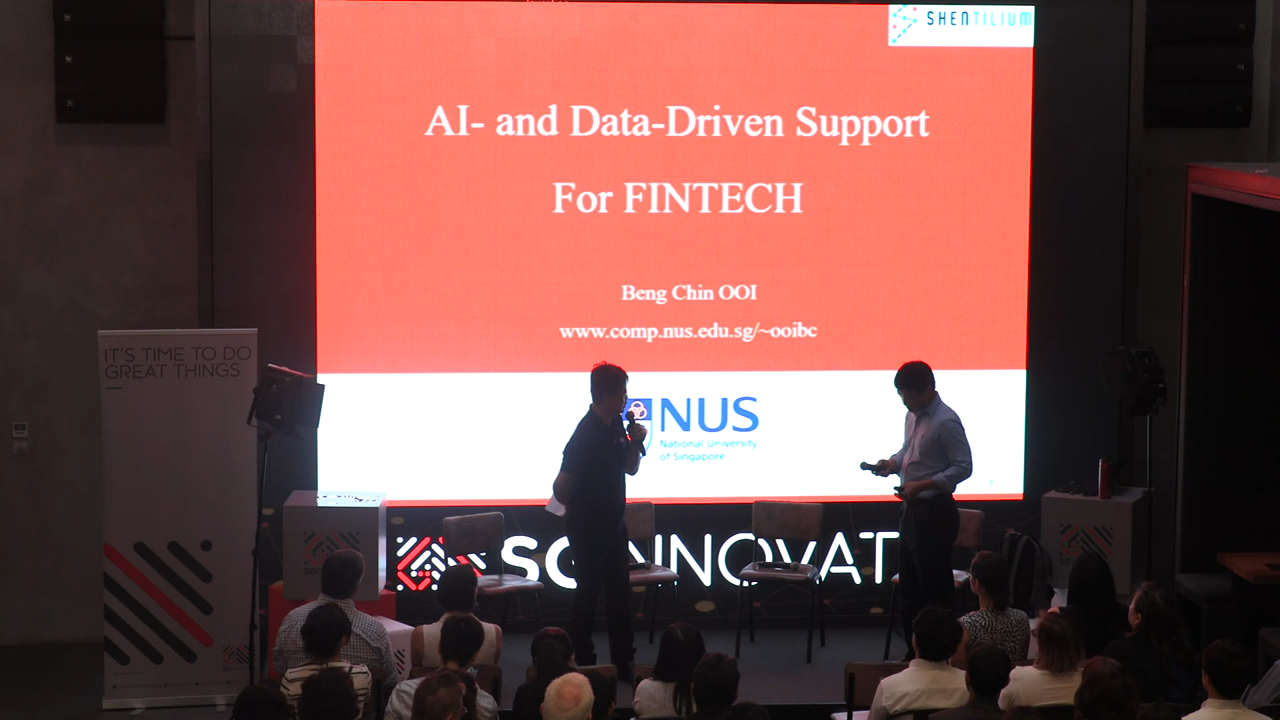 SHENTILIUM
AI- and Data-Driven Support
For FINTECH
Beng Chin OOI
www.comp.nus.edu.sg/~ooibc
NUS
National University
of Singapore
IT'S TIME TO DO
GREAT THINGS
SGINNOVAT